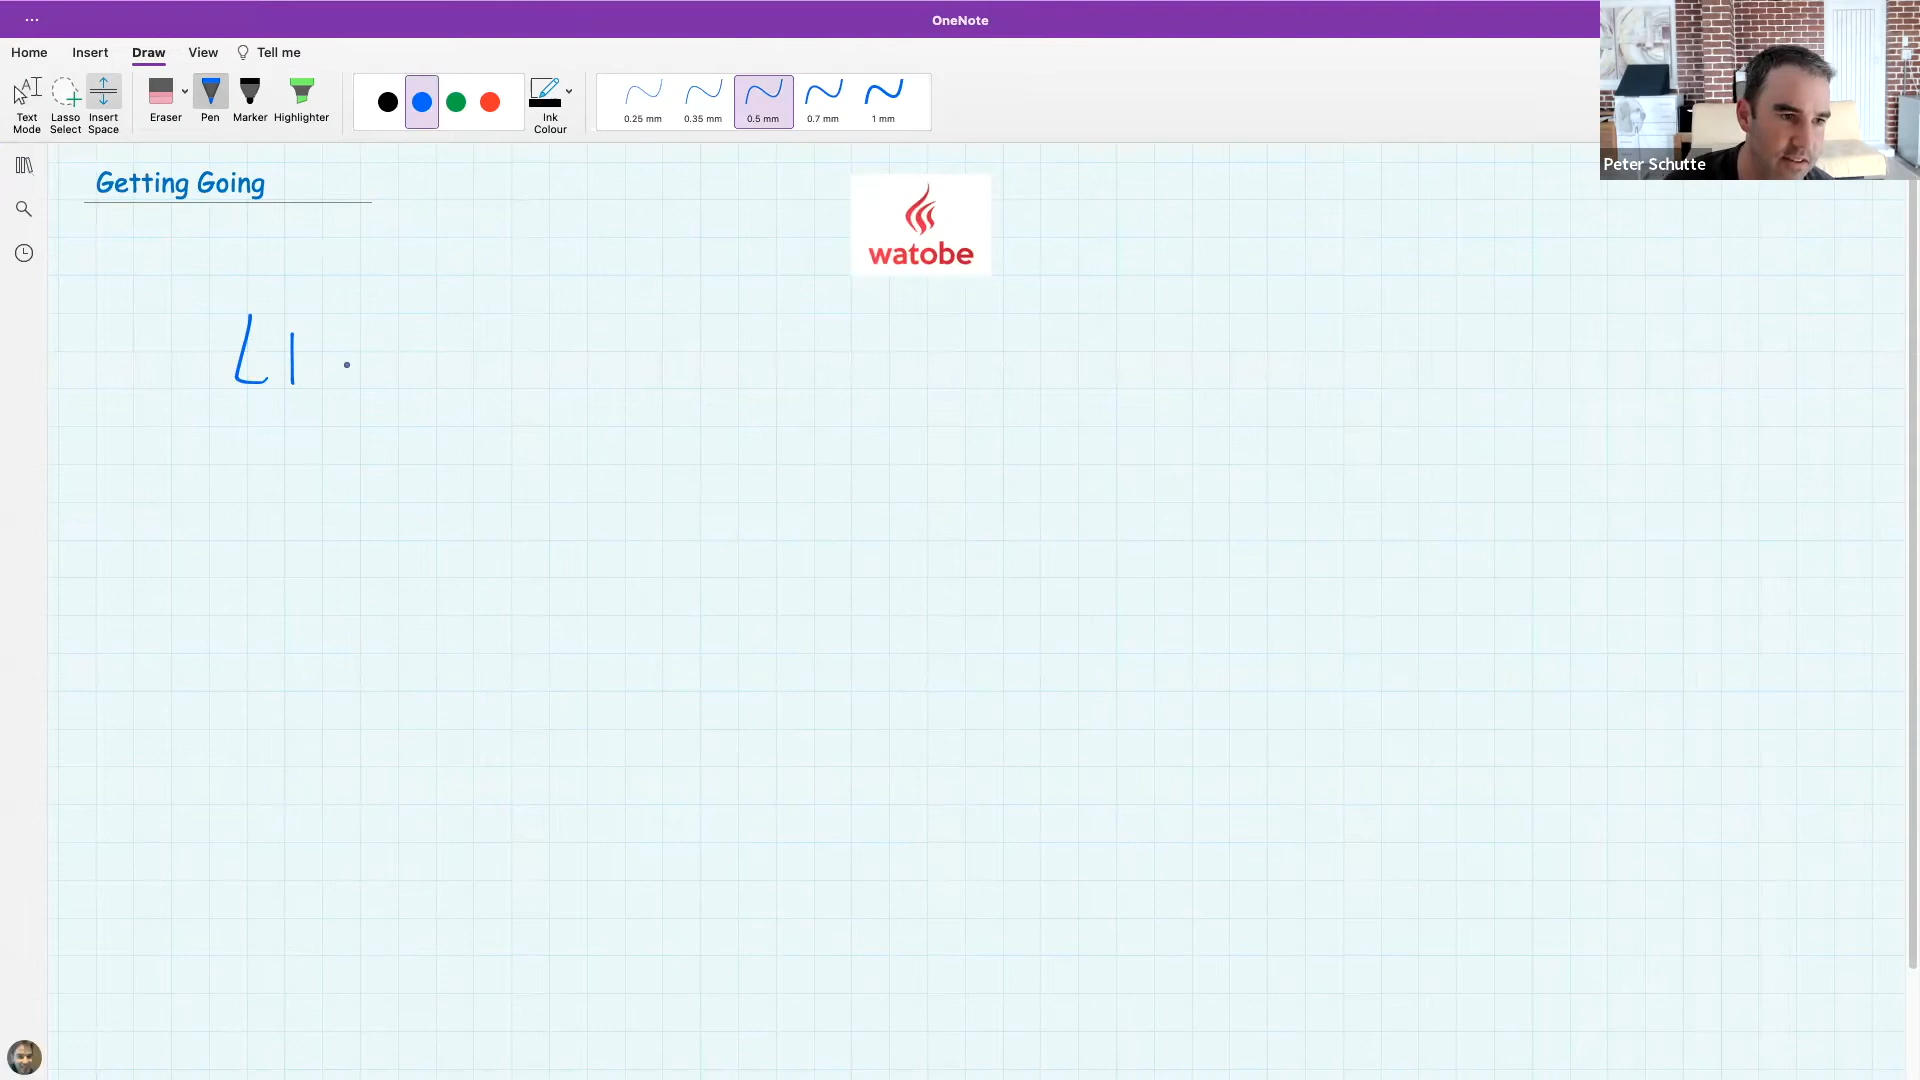 OneNote
Home Insert Draw View Tell me
Text Mode
Lasso Select
Insert Space
Eraser
Pen
Marker
Highlighter
Ink Colour
0.25 mm
0.35 mm
0.5 mm
0.7 mm
1 mm
Peter Schutte
Getting Going
watobe
L1